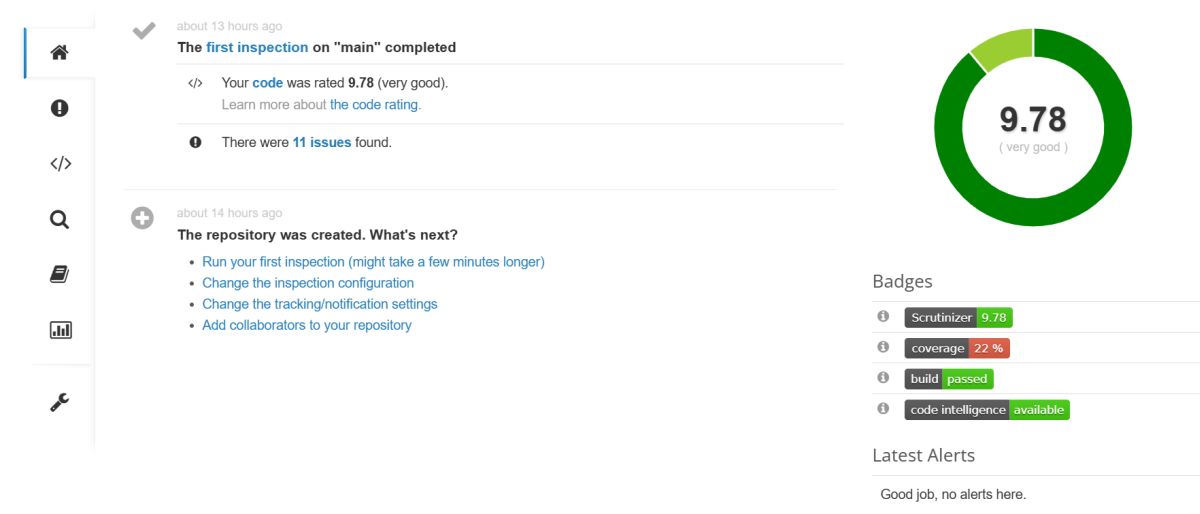 about 13 hours ago
The first inspection on "main" completed
Your code was rated 9.78 (very good).
Learn more about the code rating.
There were 11 issues found.
about 14 hours ago
The repository was created. What's next?
Run your first inspection (might take a few minutes longer)
Change the inspection configuration
Change the tracking/notification settings
Add collaborators to your repository
9.78
( very good )
Badges
Scrutinizer 9.78
coverage 22 %
build passed
code intelligence available
Latest Alerts
Good job, no alerts here.